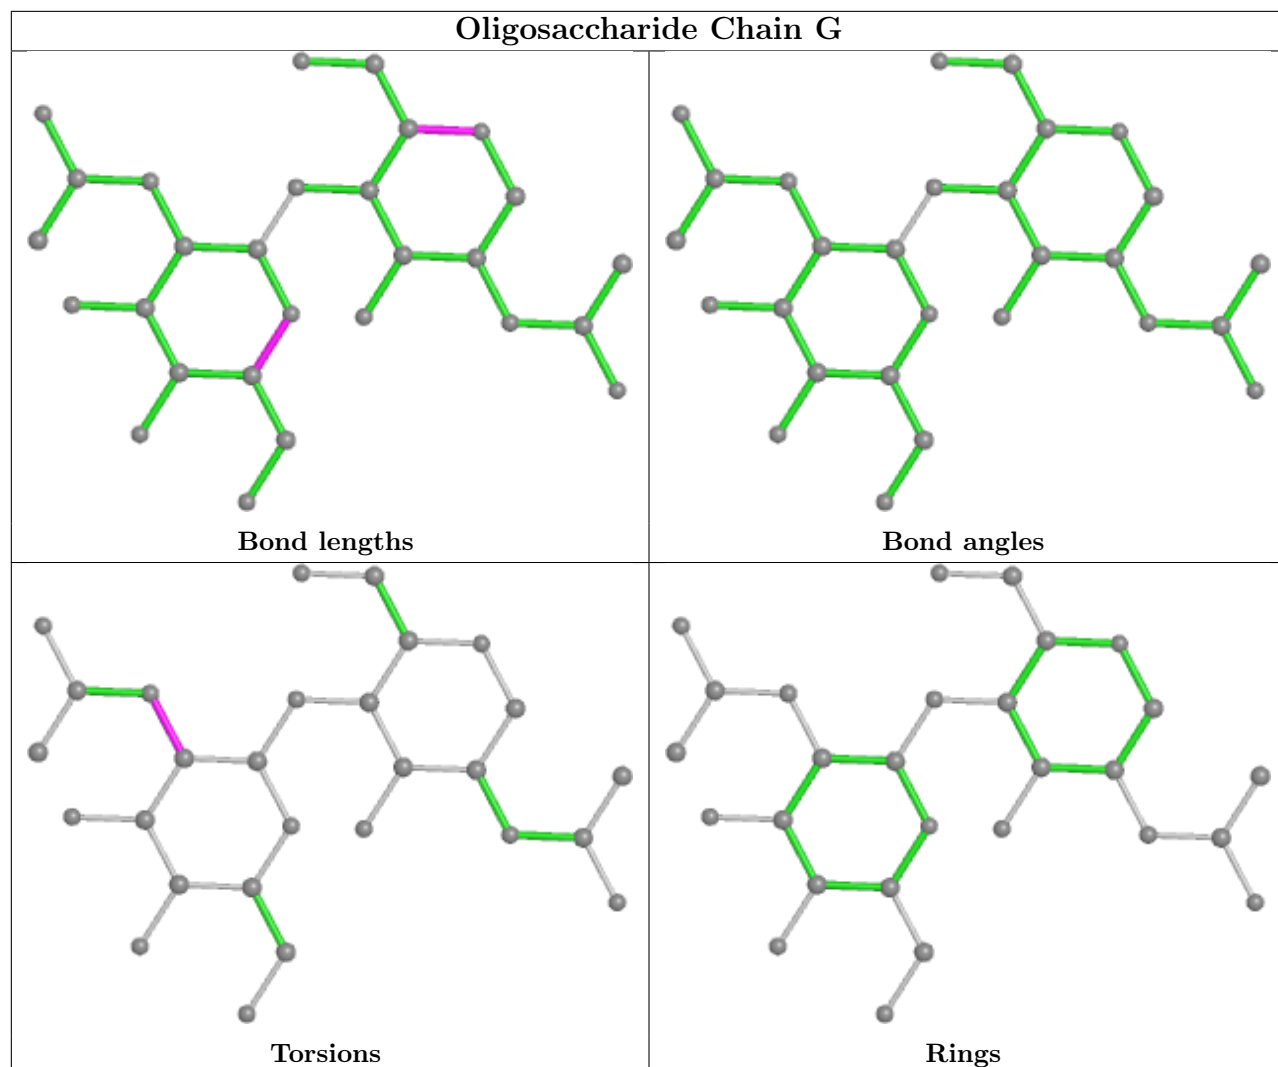 Oligosaccharide Chain G
Bond lengths
Bond angles
Torsions
Rings